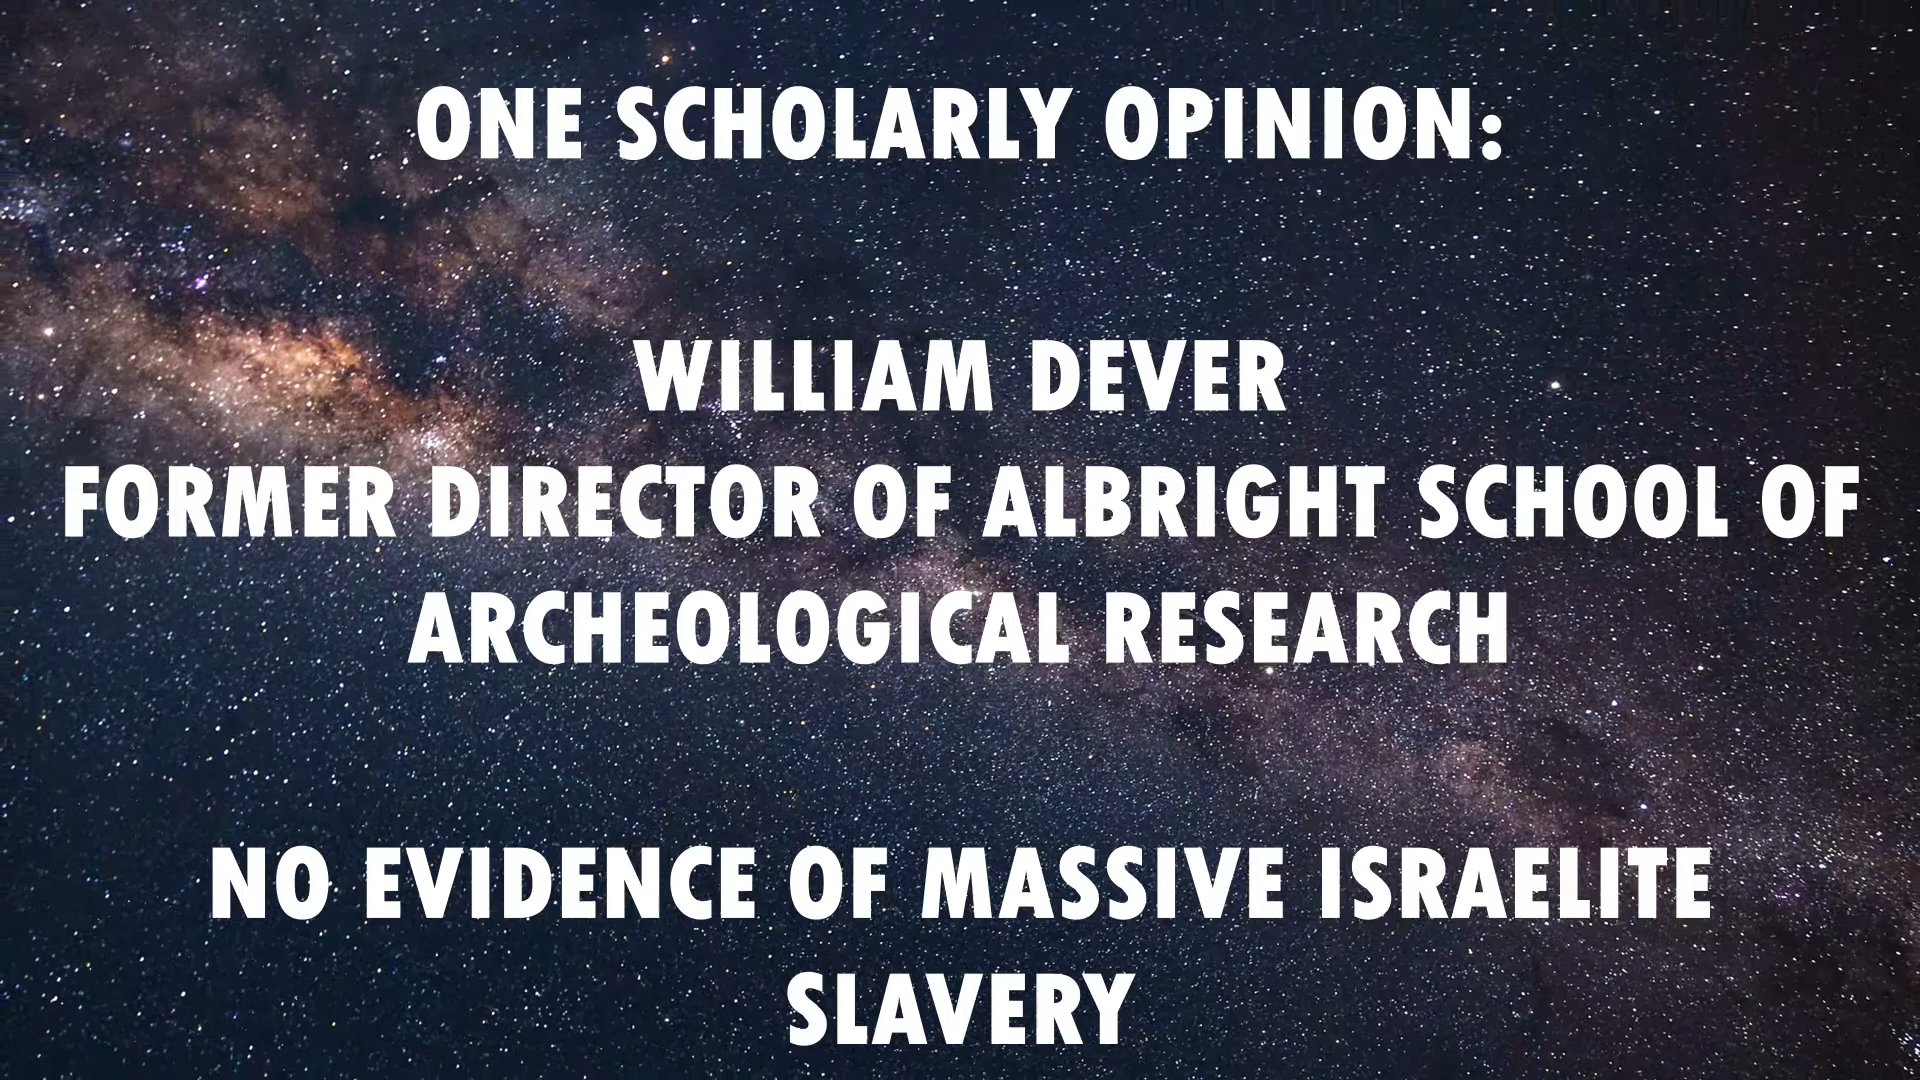 ONE SCHOLARLY OPINION:
WILLIAM DEVER
FORMER DIRECTOR OF ALBRIGHT SCHOOL OF
ARCHEOLOGICAL RESEARCH
NO EVIDENCE OF MASSIVE ISRAELITE
SLAVERY